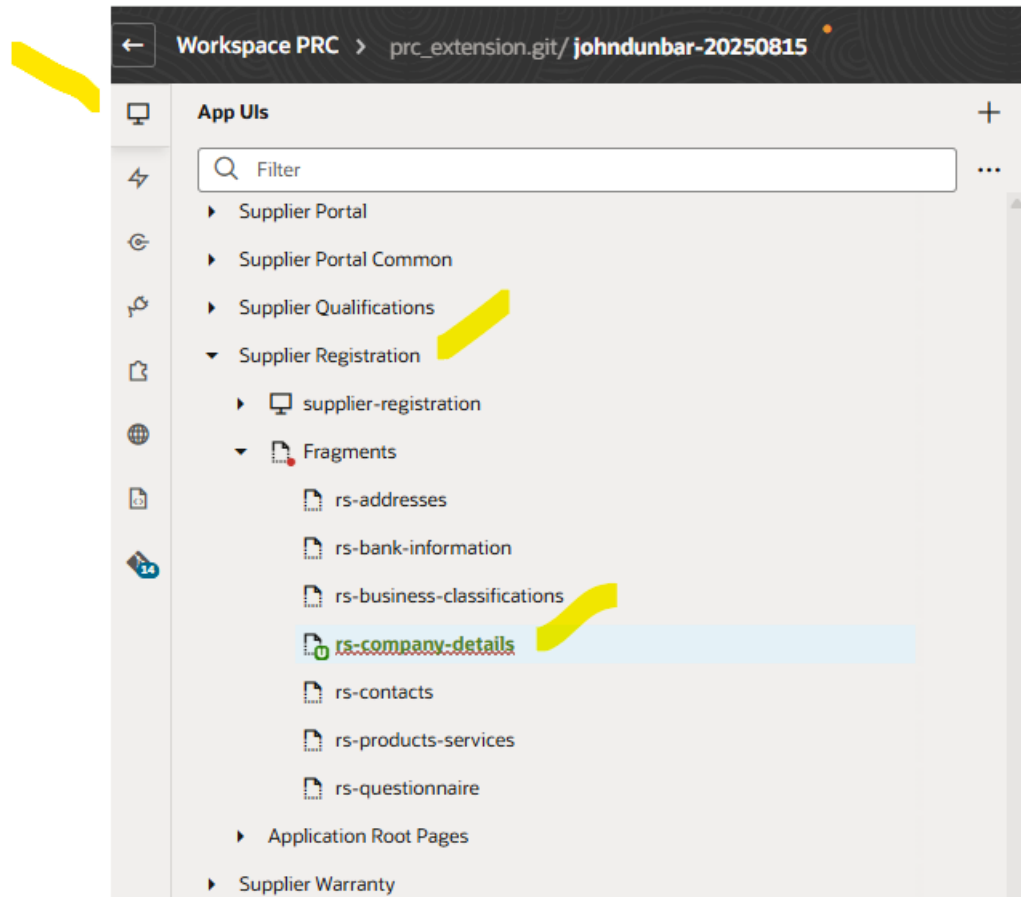 Workspace PRC > prc_extension.git/ johndunbar-20250815
App UIs
Filter
Supplier Portal
Supplier Portal Common
Supplier Qualifications
Supplier Registration
supplier-registration
Fragments
rs-addresses
rs-bank-information
rs-business-classifications
rs-company-details
U
rs-contacts
rs-products-services
rs-questionnaire
Application Root Pages
Supplier Warranty
14